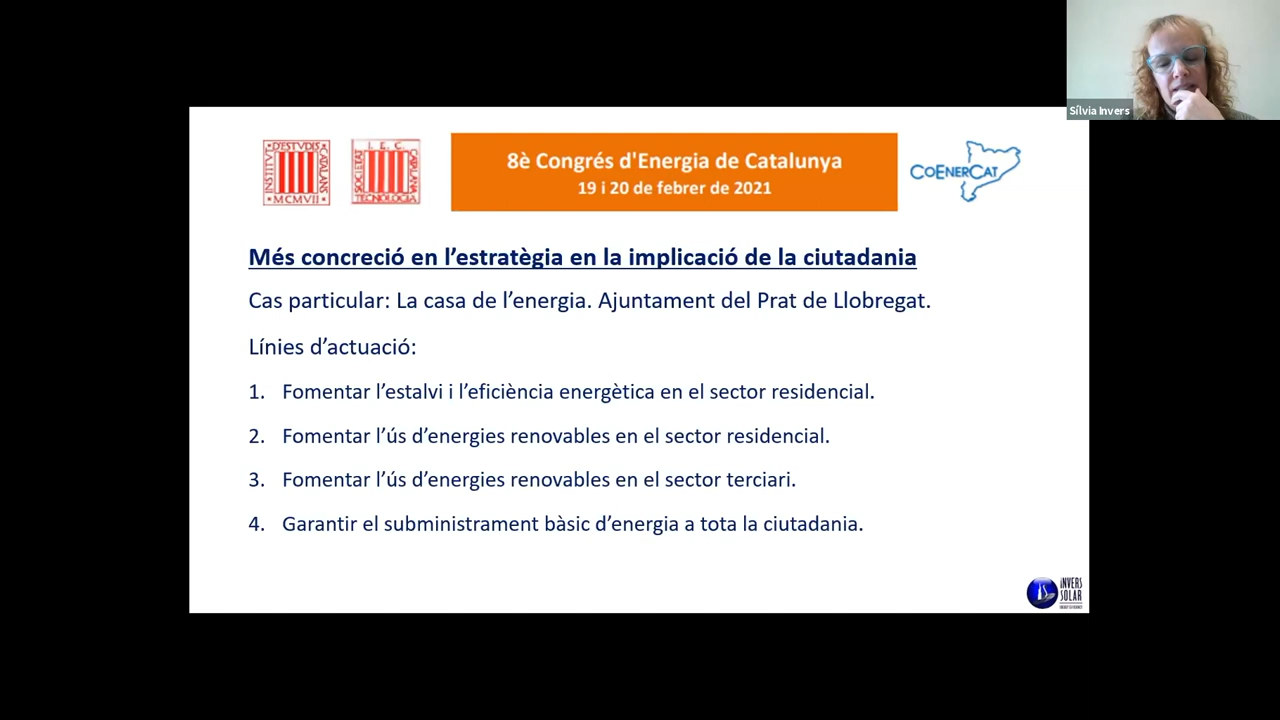 Sílvia Invers
INSTITVT D'ESTVDIS CATALANS
MCMVII
SOCIETAT CATALANA
I.E.C.
TECNOLOGIA
8è Congrés d'Energia de Catalunya
19 i 20 de febrer de 2021
COENERCAT
Més concreció en l’estratègia en la implicació de la ciutadania
Cas particular: La casa de l’energia. Ajuntament del Prat de Llobregat.
Línies d’actuació:
1. Fomentar l’estalvi i l’eficiència energètica en el sector residencial.
2. Fomentar l’ús d’energies renovables en el sector residencial.
3. Fomentar l’ús d’energies renovables en el sector terciari.
4. Garantir el subministrament bàsic d’energia a tota la ciutadania.
INVERS
SOLAR